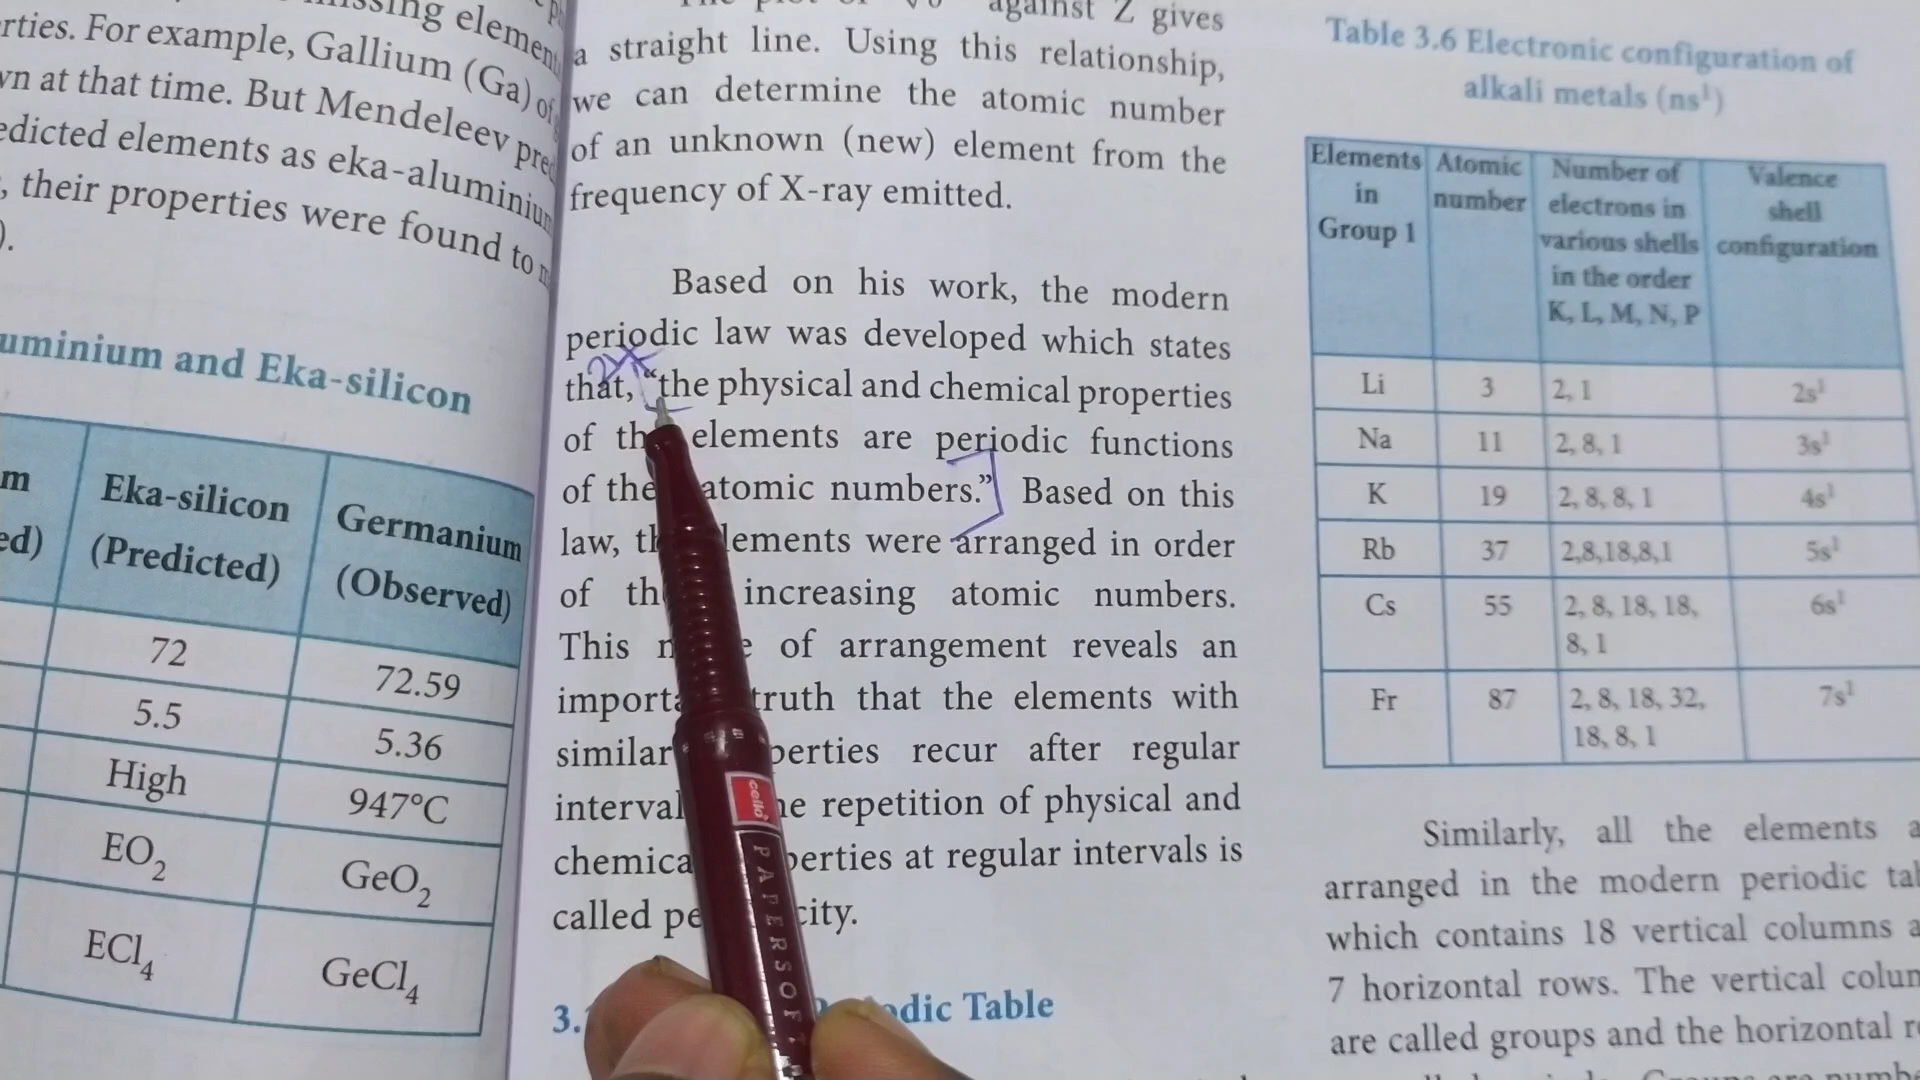 missing element
rties. For example, Gallium (Ga) of
wn at that time. But Mendeleev
edicted elements as eka-aluminium
, their properties were found to
).
uminium and Eka-silicon
m Eka-silicon Germanium
ed) (Predicted) (Observed)
72 72.59
5.5 5.36
High 947°C
EO2 GeO2
ECl4 GeCl4
against Z gives
a straight line. Using this relationship,
we can determine the atomic number
of an unknown (new) element from the
frequency of X-ray emitted.
Based on his work, the modern
periodic law was developed which states
that, “the physical and chemical properties
of elements are periodic functions
of the atomic numbers.” Based on this
law, elements were arranged in order
of increasing atomic numbers.
This of arrangement reveals an
truth that the elements with
similar recur after regular
repetition of physical and
at regular intervals is
called
3. Table
cello
PAPERSOFT
Table 3.6 Electronic configuration of
alkali metals (ns¹)
Elements in Group 1 Atomic number Number of electrons in various shells in the order K, L, M, N, P Valence shell configuration
Li 3 2, 1 2s¹
Na 11 2, 8, 1 3s¹
K 19 2, 8, 8, 1 4s¹
Rb 37 2,8,18,8,1 5s¹
Cs 55 2, 8, 18, 18, 8, 1 6s¹
Fr 87 2, 8, 18, 32, 18, 8, 1 7s¹
Similarly, all the elements
arranged in the modern periodic
which contains 18 vertical columns
7 horizontal rows. The vertical
are called groups and the horizontal